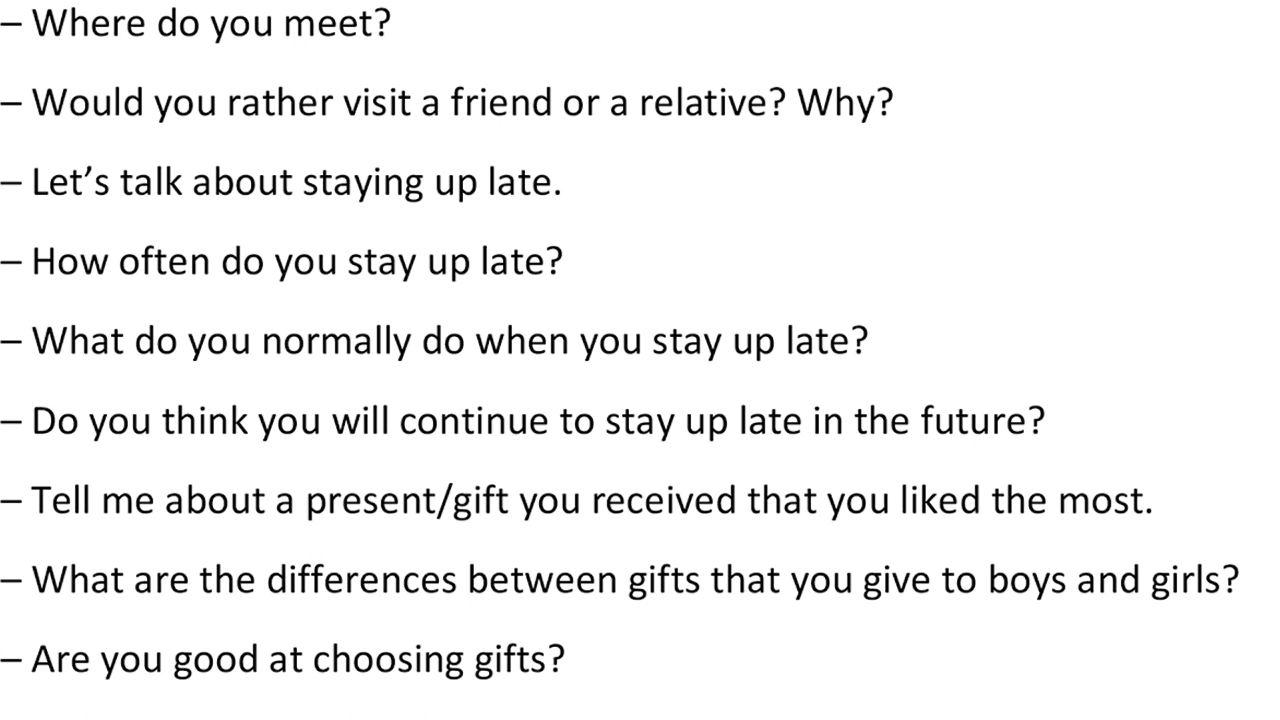 – Where do you meet?
– Would you rather visit a friend or a relative? Why?
– Let’s talk about staying up late.
– How often do you stay up late?
– What do you normally do when you stay up late?
– Do you think you will continue to stay up late in the future?
– Tell me about a present/gift you received that you liked the most.
– What are the differences between gifts that you give to boys and girls?
– Are you good at choosing gifts?